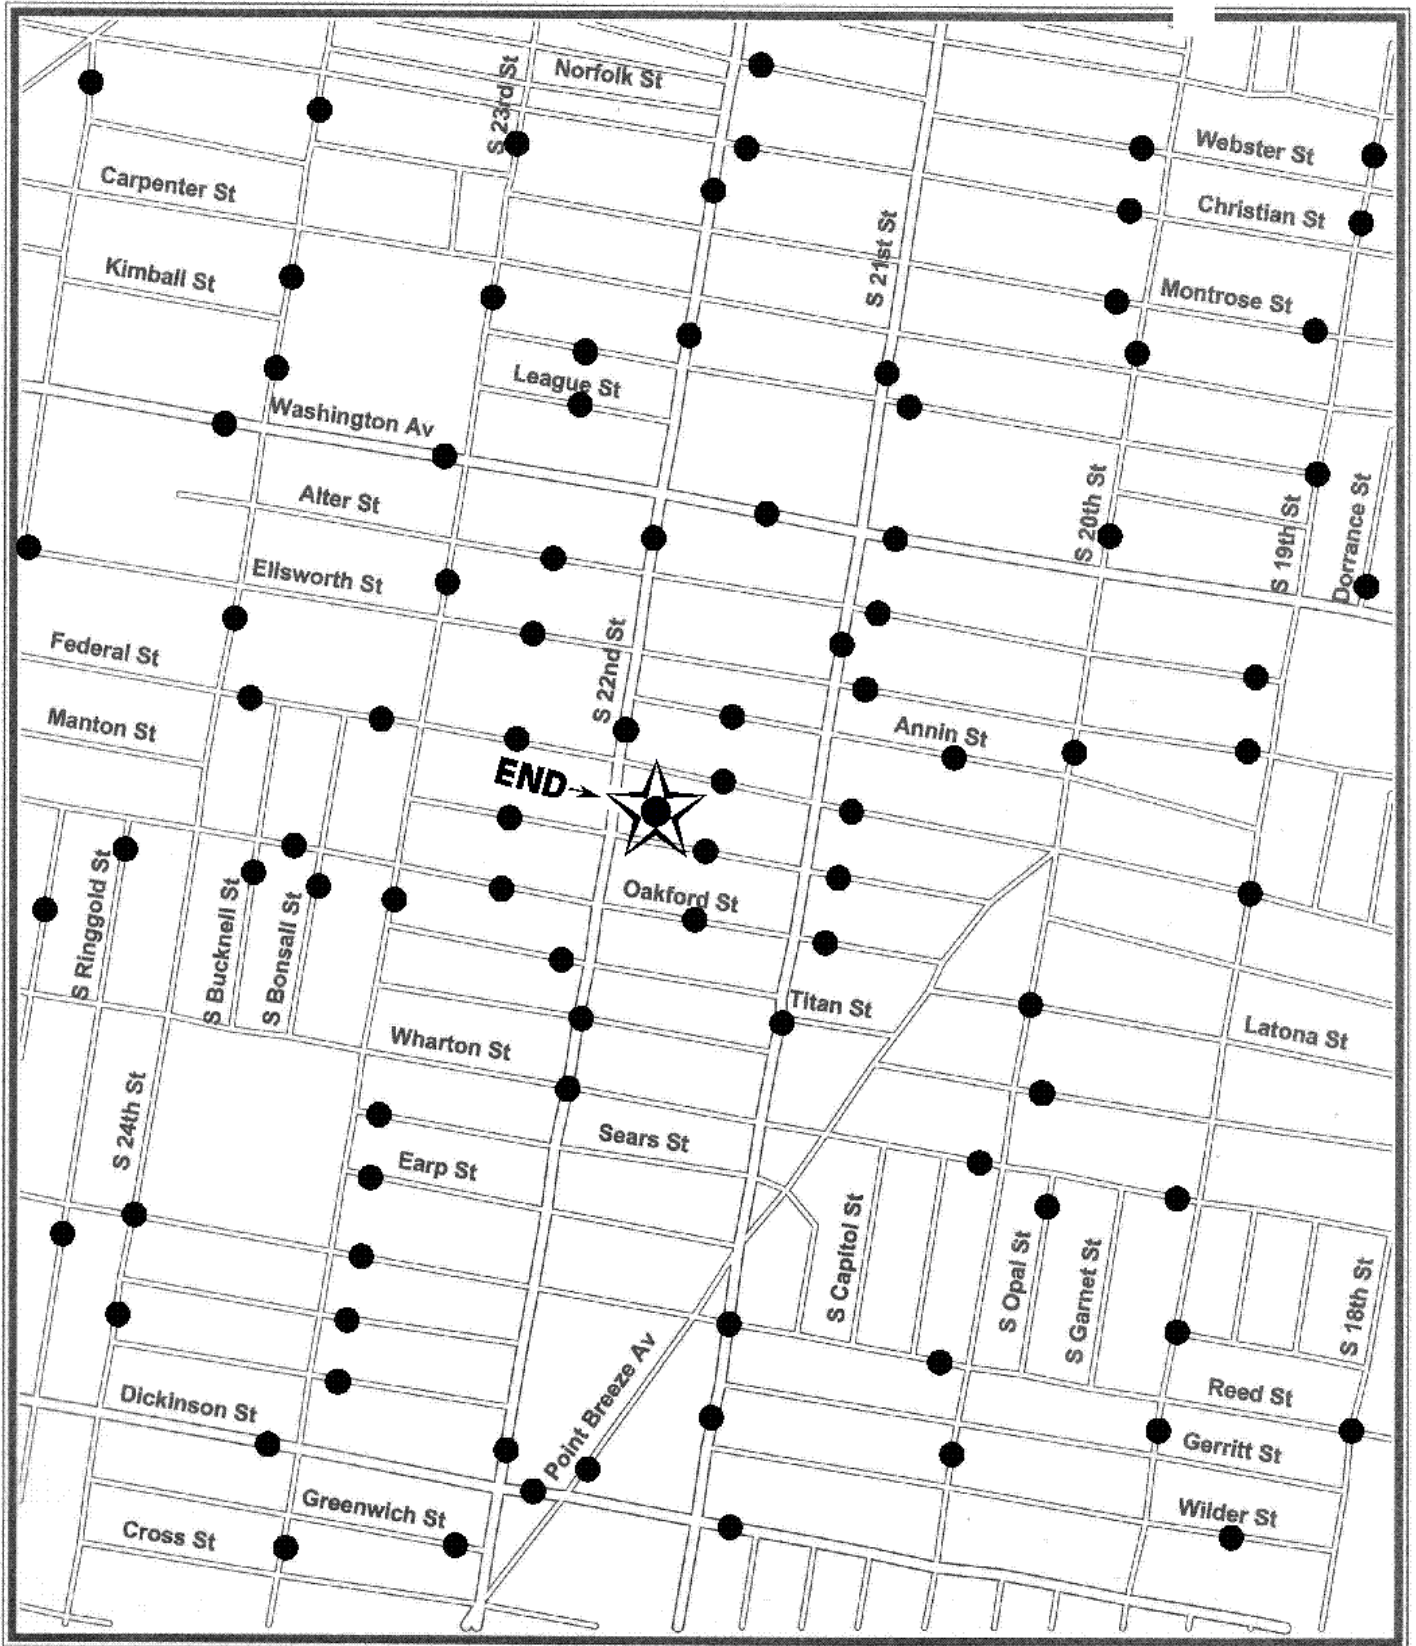 Norfolk St
S 23rd St
Webster St
Carpenter St
Christian St
S 21st St
Kimball St
Montrose St
League St
Washington Av
Alter St
S 20th St
S 19th St
Dorrance St
Ellsworth St
Federal St
S 22nd St
Manton St
Annin St
END
S Ringgold St
S Bucknell St
S Bonsall St
Oakford St
Titan St
Latona St
Wharton St
S 24th St
Sears St
Earp St
S Capitol St
S Opal St
S Garnet St
S 18th St
Point Breeze Av
Dickinson St
Reed St
Gerritt St
Greenwich St
Wilder St
Cross St